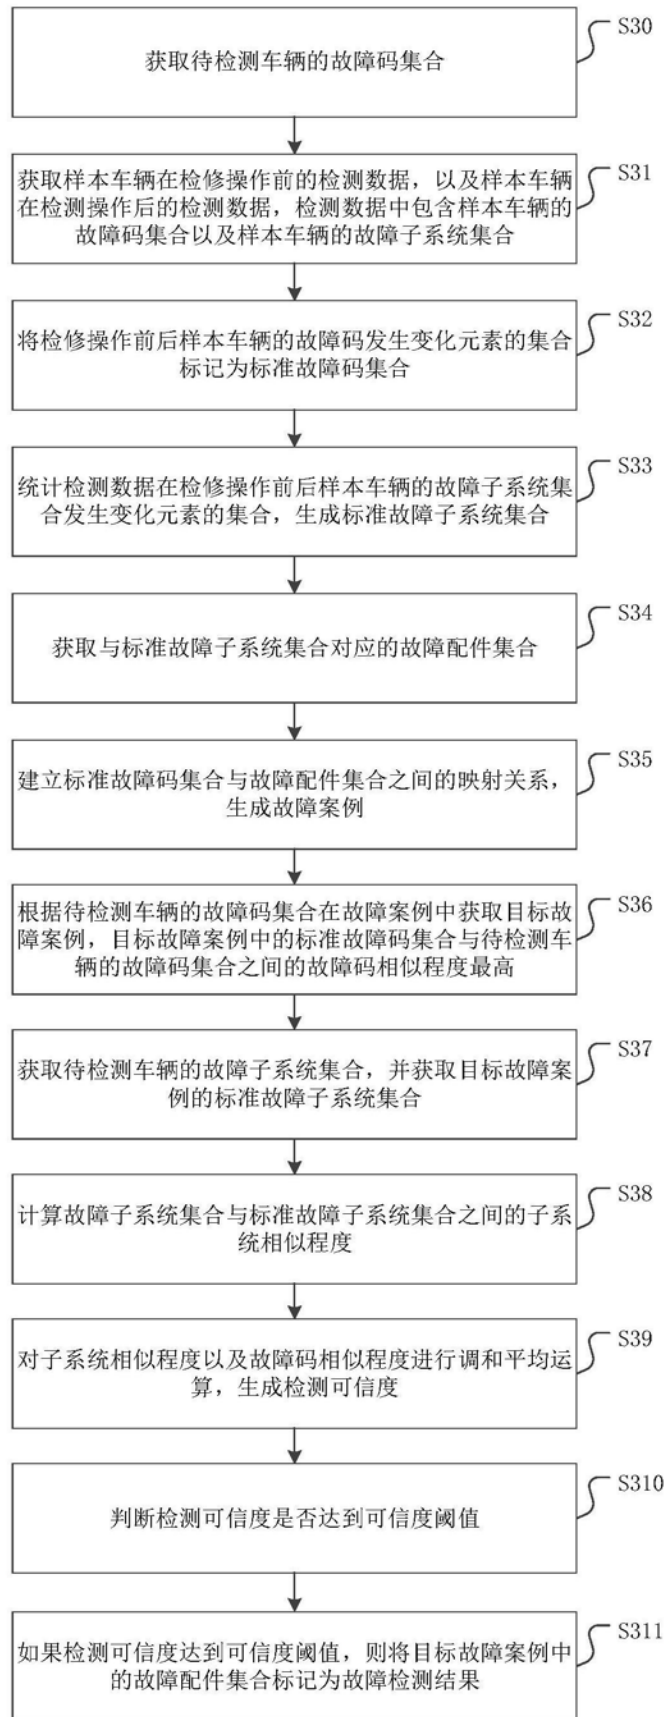 S30
获取待检测车辆的故障码集合
S31
获取样本车辆在检修操作前的检测数据，以及样本车辆
在检测操作后的检测数据，检测数据中包含样本车辆的
故障码集合以及样本车辆的故障子系统集合
S32
将检修操作前后样本车辆的故障码发生变化元素的集合
标记为标准故障码集合
S33
统计检测数据在检修操作前后样本车辆的故障子系统集
合发生变化元素的集合，生成标准故障子系统集合
S34
获取与标准故障子系统集合对应的故障配件集合
S35
建立标准故障码集合与故障配件集合之间的映射关系，
生成故障案例
S36
根据待检测车辆的故障码集合在故障案例中获取目标故
障案例，目标故障案例中的标准故障码集合与待检测车
辆的故障码集合之间的故障码相似程度最高
S37
获取待检测车辆的故障子系统集合，并获取目标故障案
例的标准故障子系统集合
S38
计算故障子系统集合与标准故障子系统集合之间的子系
统相似程度
S39
对子系统相似程度以及故障码相似程度进行调和平均运
算，生成检测可信度
S310
判断检测可信度是否达到可信度阈值
S311
如果检测可信度达到可信度阈值，则将目标故障案例中
的故障配件集合标记为故障检测结果